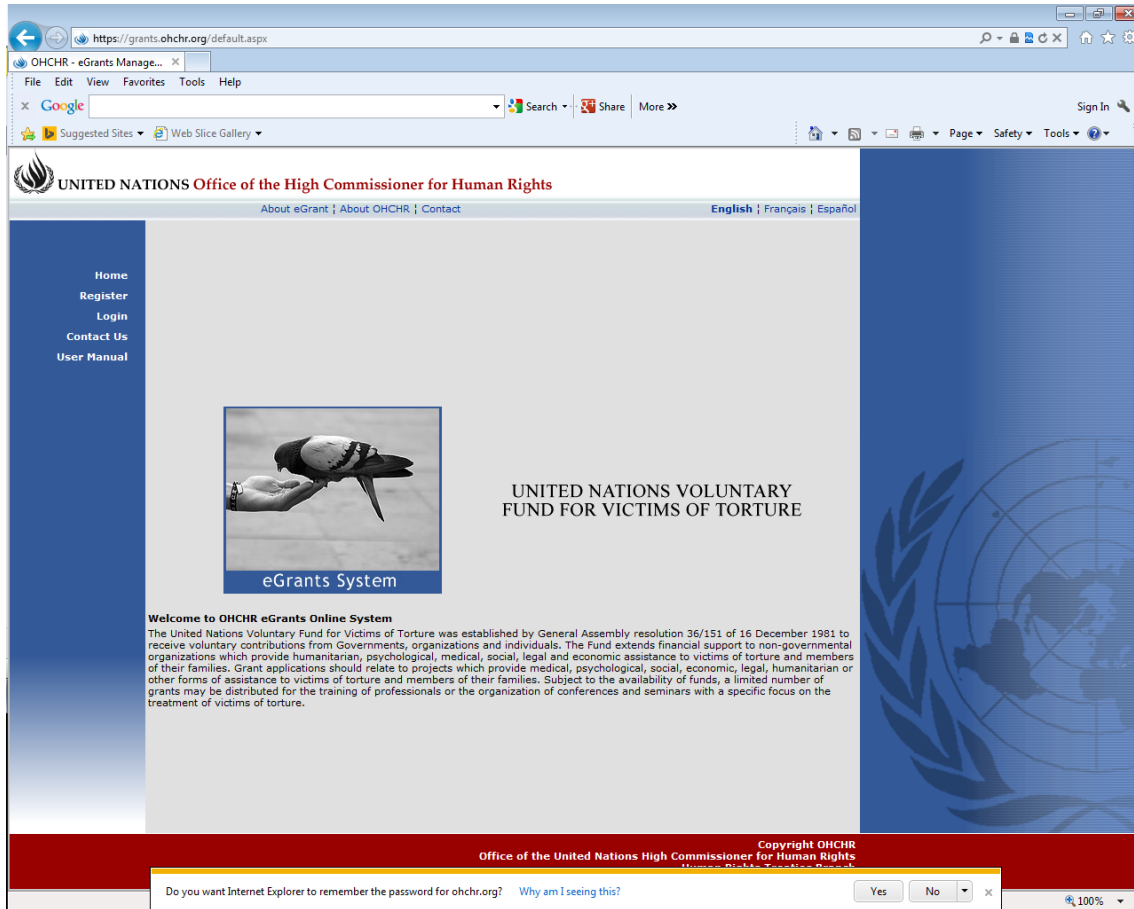 https://grants.ohchr.org/default.aspx
OHCHR - eGrants Manage...
File Edit View Favorites Tools Help
Google Search Share More »
Sign In
Suggested Sites Web Slice Gallery
Page Safety Tools
UNITED NATIONS Office of the High Commissioner for Human Rights
About eGrant ¦ About OHCHR ¦ Contact
English ¦ Français ¦ Español
Home
Register
Login
Contact Us
User Manual
UNITED NATIONS VOLUNTARY
FUND FOR VICTIMS OF TORTURE
eGrants System
Welcome to OHCHR eGrants Online System
The United Nations Voluntary Fund for Victims of Torture was established by General Assembly resolution 36/151 of 16 December 1981 to
receive voluntary contributions from Governments, organizations and individuals. The Fund extends financial support to non-governmental
organizations which provide humanitarian, psychological, medical, social, legal and economic assistance to victims of torture and members
of their families. Grant applications should relate to projects which provide medical, psychological, social, economic, legal, humanitarian or
other forms of assistance to victims of torture and members of their families. Subject to the availability of funds, a limited number of
grants may be distributed for the training of professionals or the organization of conferences and seminars with a specific focus on the
treatment of victims of torture.
Copyright OHCHR
Office of the United Nations High Commissioner for Human Rights
Human Rights Treaties Branch
Do you want Internet Explorer to remember the password for ohchr.org? Why am I seeing this? Yes No
100%